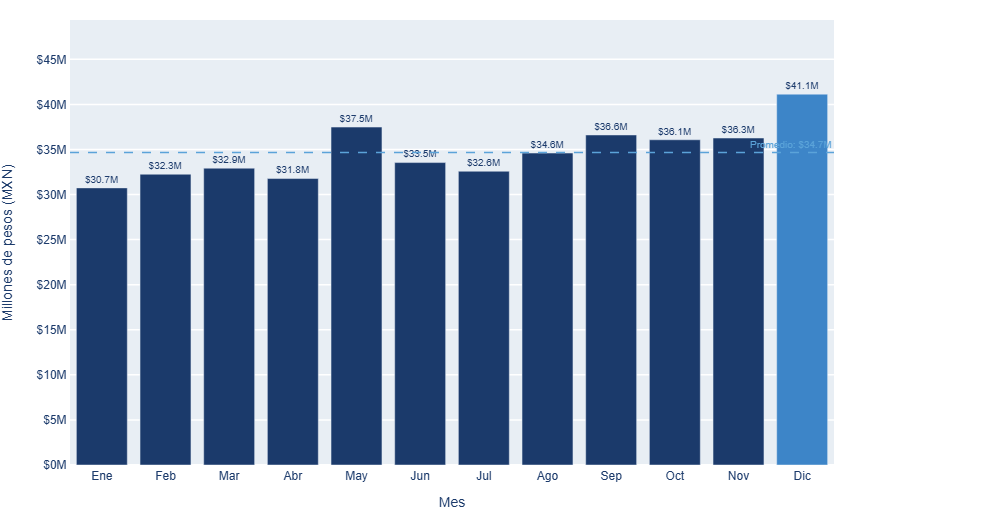 Millones de pesos (MXN)
$45M
$40M
$35M
$30M
$25M
$20M
$15M
$10M
$5M
$0M
$30.7M
$32.3M
$32.9M
$31.8M
$37.5M
$33.5M
$32.6M
$34.6M
$36.6M
$36.1M
$36.3M
$41.1M
Promedio: $34.7M
Ene Feb Mar Abr May Jun Jul Ago Sep Oct Nov Dic
Mes